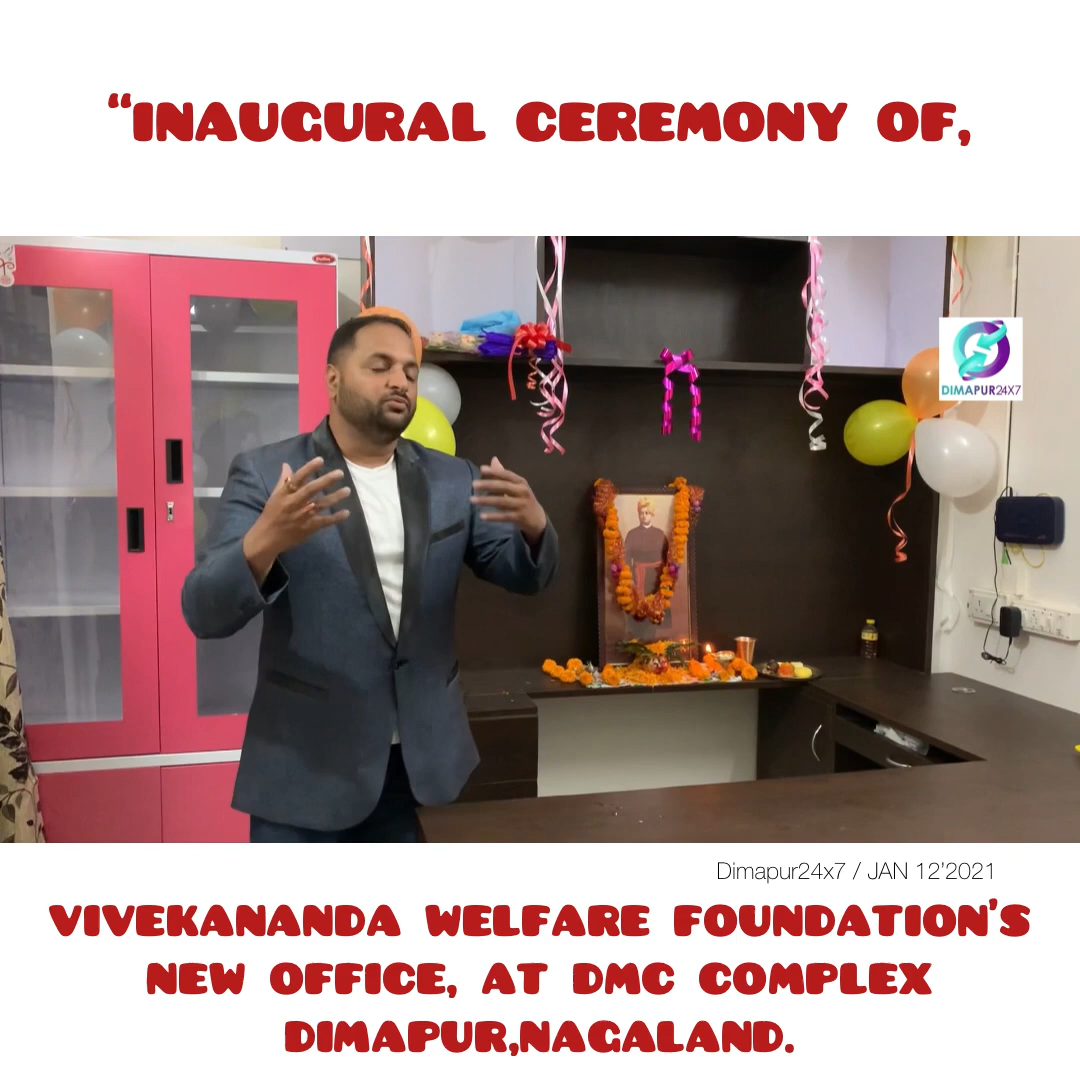 “INAUGURAL CEREMONY OF,
DIMAPUR24X7
Dimapur24x7 / JAN 12’2021
VIVEKANANDA WELFARE FOUNDATION’S
NEW OFFICE, AT DMC COMPLEX
DIMAPUR,NAGALAND.